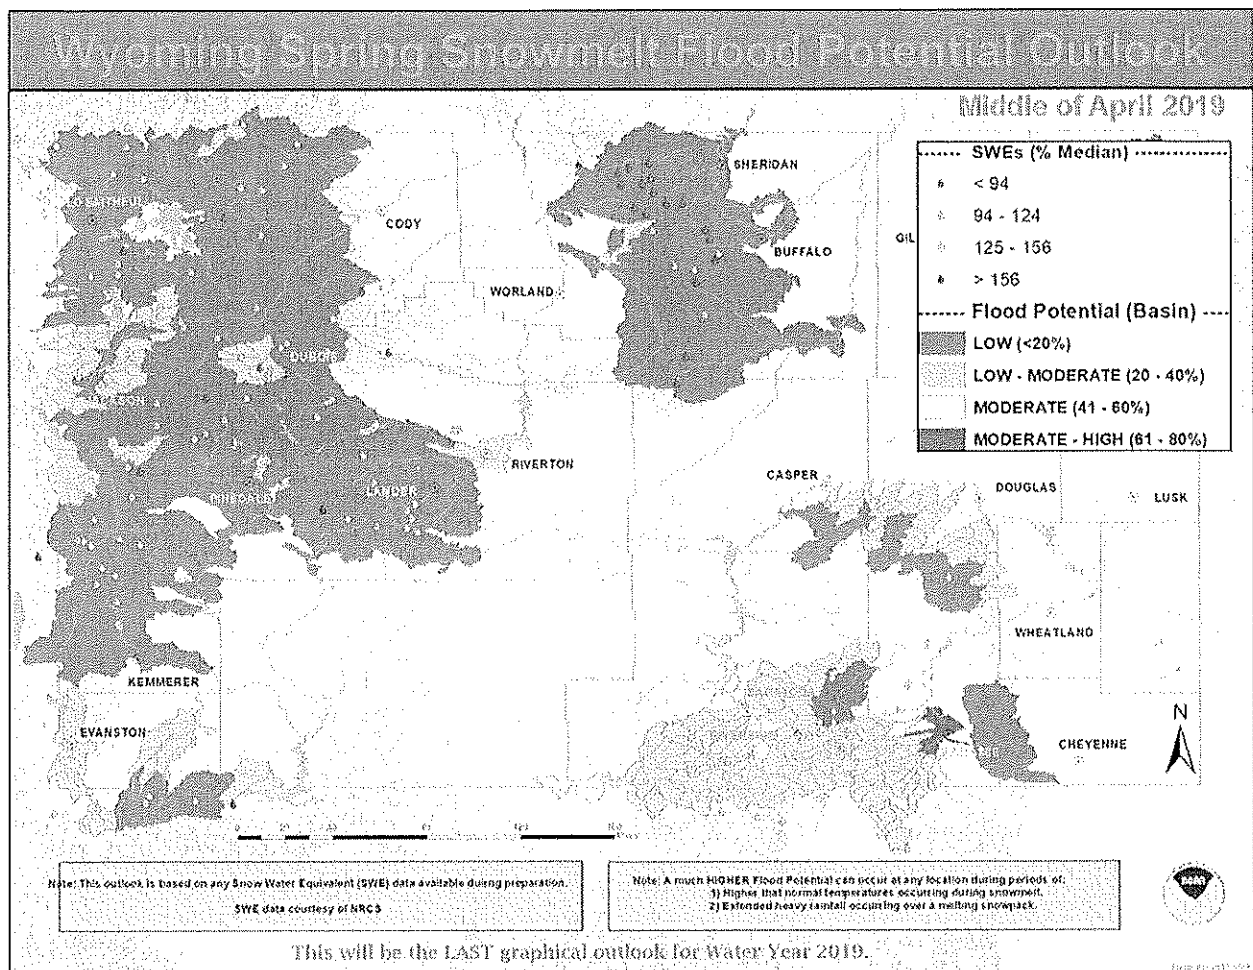 Wyoming Spring Snowmelt Flood Potential Outlook
Middle of April 2019
SWEs (% Median)
< 94
94 - 124
125 - 156
> 156
Flood Potential (Basin)
LOW (<20%)
LOW - MODERATE (20 - 40%)
MODERATE (41 - 60%)
MODERATE - HIGH (61 - 80%)
SHERIDAN
CODY
GIL
BUFFALO
WORLAND
DUBOIS
JACKSON
RIVERTON
CASPER
PINEDALE
LANDER
DOUGLAS
LUSK
WHEATLAND
KEMMERER
EVANSTON
CHEYENNE
N
Note: This outlook is based on any Snow Water Equivalent (SWE) data available during preparation.
SWE data courtesy of NRCS
Note: A much HIGHER Flood Potential can occur at any location during periods of:
1) Higher that normal temperatures occurring during snowmelt.
2) Extended heavy rainfall occurring over a melting snowpack.
This will be the LAST graphical outlook for Water Year 2019.